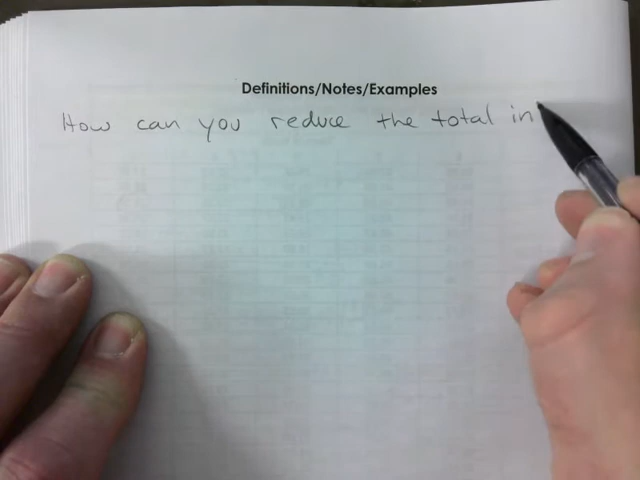 Definitions/Notes/Examples
How can you reduce the total in